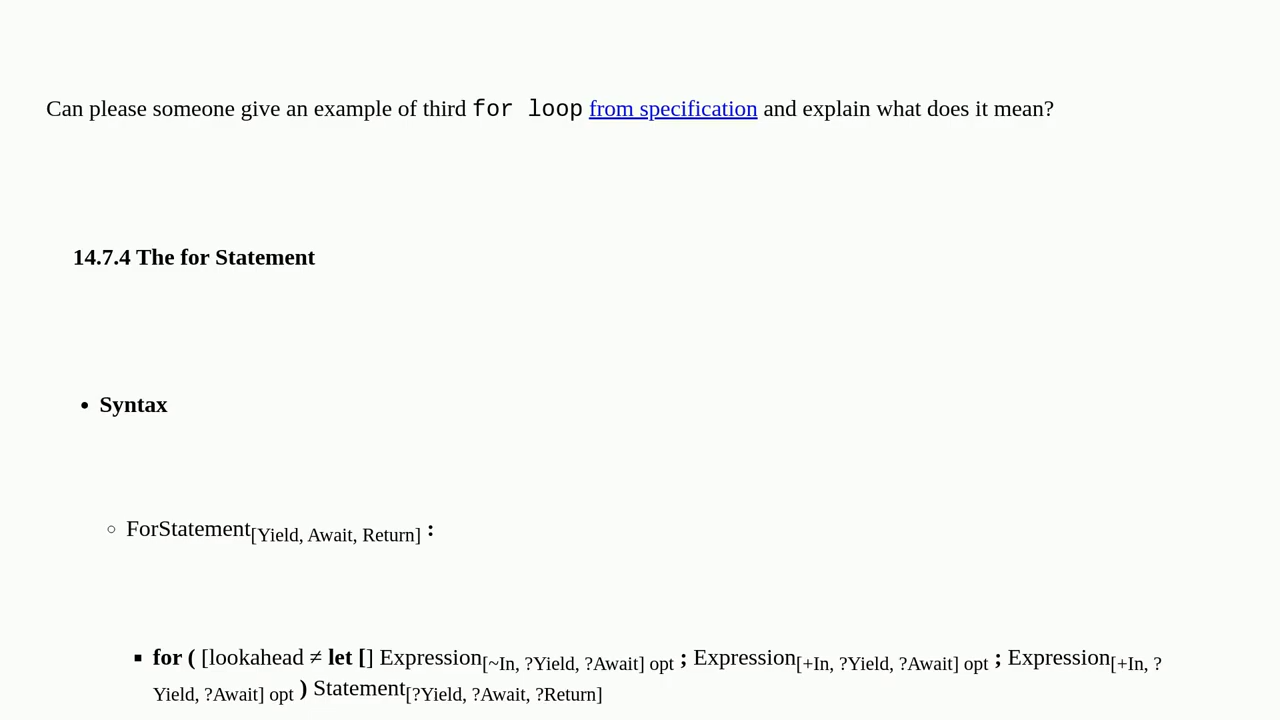 Can please someone give an example of third for loop from specification and explain what does it mean?
14.7.4 The for Statement
• Syntax
○ ForStatement[Yield, Await, Return] :
▪ for ( [lookahead ≠ let [] Expression[~In, ?Yield, ?Await] opt ; Expression[+In, ?Yield, ?Await] opt ; Expression[+In, ?
Yield, ?Await] opt ) Statement[?Yield, ?Await, ?Return]